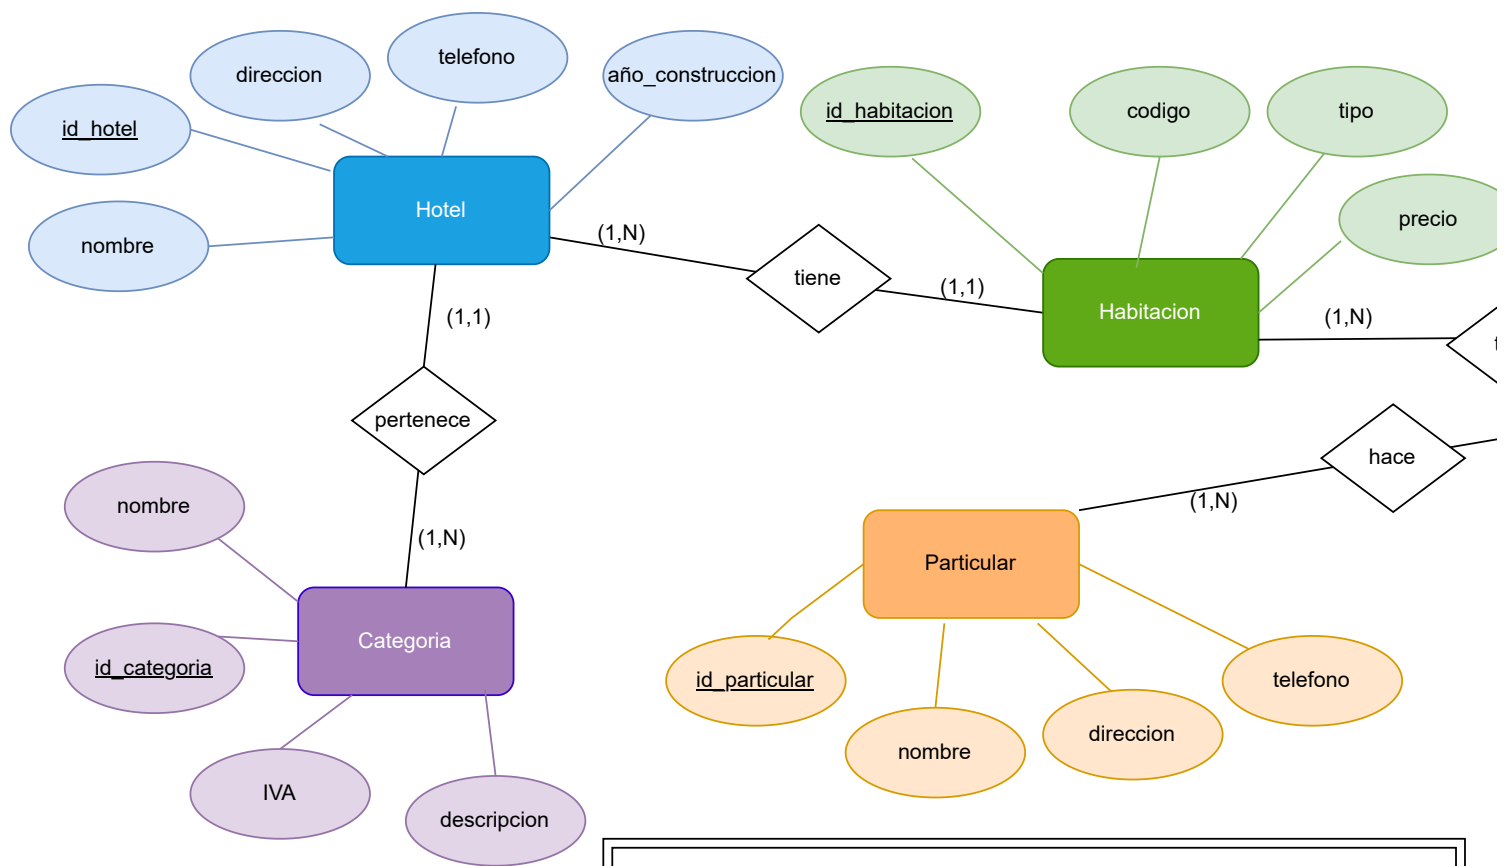 telefono
direccion
año_construccion
id_hotel
nombre
Hotel
id_habitacion
codigo
tipo
precio
(1,N)
tiene
(1,1)
Habitacion
(1,N)
(1,1)
pertenece
hace
(1,N)
nombre
(1,N)
Categoria
id_categoria
IVA
descripcion
Particular
id_particular
nombre
direccion
telefono